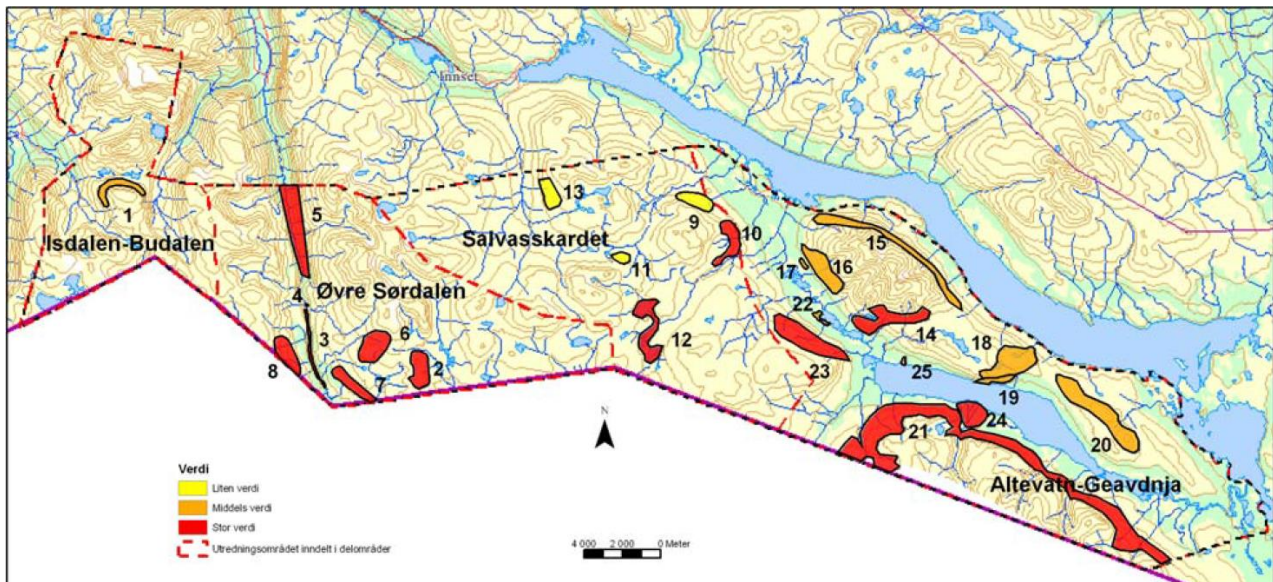 Innset
13
1
5
9
10
15
Isdalen-Budalen
Salvasskardet
11
17
16
Øvre Sørdalen
4
22
14
3
6
12
18
8
7
2
23
25
19
24
21
20
N
Altevatn-Geavdnja
Verdi
Liten verdi
Middels verdi
Stor verdi
Utredningsområdet inndelt i delområder
4 000 2 000 0 Meter